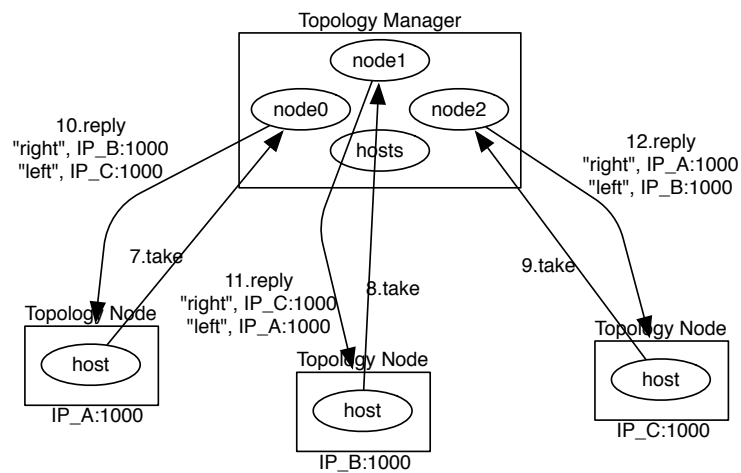 Topology Manager
node1
node0
node2
hosts
10.reply
"right", IP_B:1000
"left", IP_C:1000
12.reply
"right", IP_A:1000
"left", IP_B:1000
7.take
9.take
11.reply
"right", IP_C:1000
"left", IP_A:1000
8.take
Topology Node
host
IP_A:1000
Topology Node
host
IP_B:1000
Topology Node
host
IP_C:1000